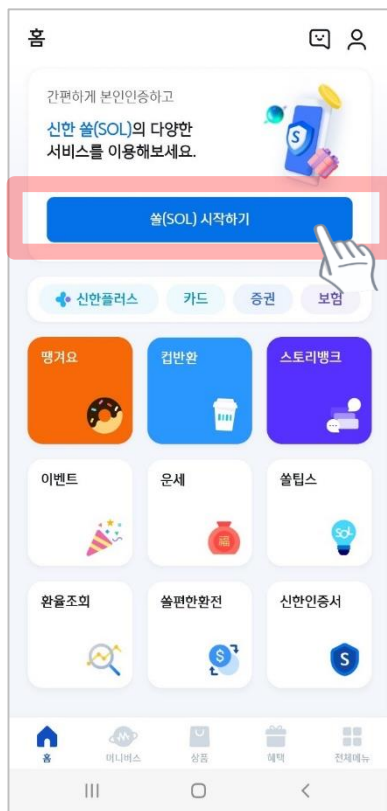 홈
간편하게 본인인증하고
신한 쏠(SOL)의 다양한
서비스를 이용해보세요.
쏠(SOL) 시작하기
신한플러스 카드 증권 보험
땡겨요 컵반환 스토리뱅크
이벤트 운세 쏠팁스
SOL
환율조회 쏠편한환전 신한인증서
S
홈 머니버스 상품 혜택 전체메뉴